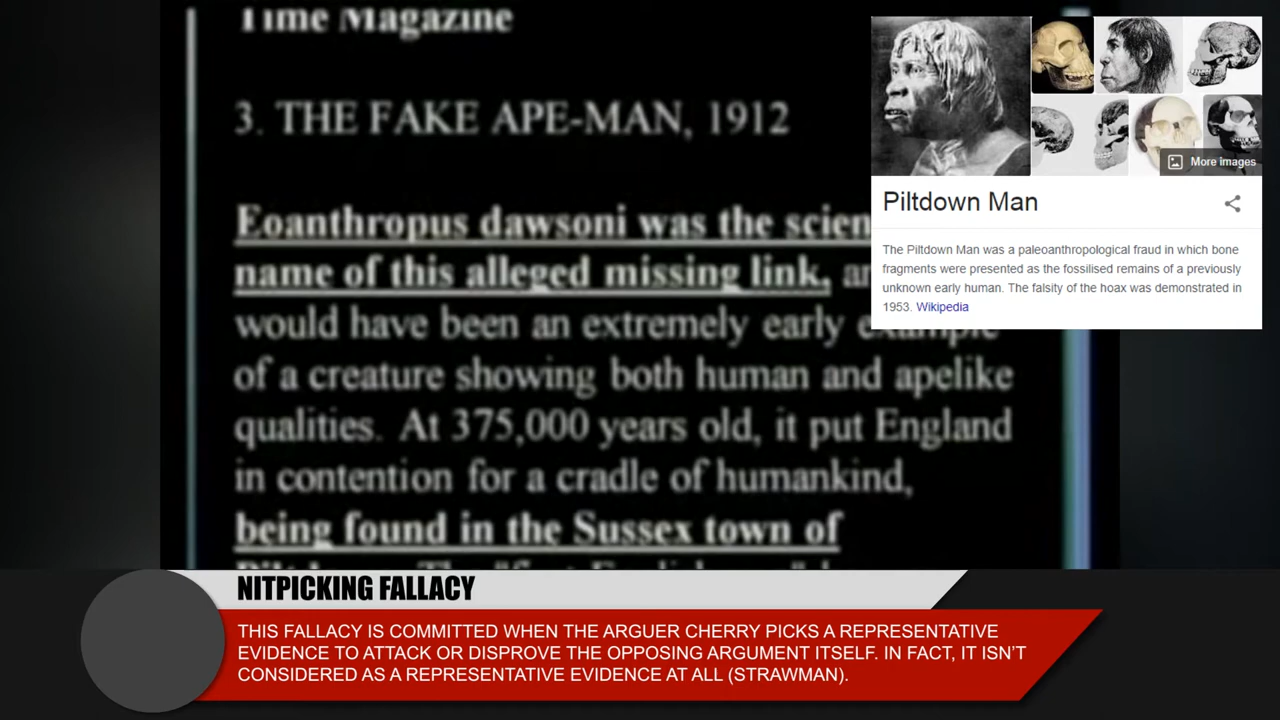 Time Magazine
3. THE FAKE APE-MAN, 1912
Eoanthropus dawsoni was the scien
name of this alleged missing link,
would have been an extremely early
of a creature showing both human and apelike
qualities. At 375,000 years old, it put England
in contention for a cradle of humankind,
being found in the Sussex town of
More images
Piltdown Man
The Piltdown Man was a paleoanthropological fraud in which bone
fragments were presented as the fossilised remains of a previously
unknown early human. The falsity of the hoax was demonstrated in
1953. Wikipedia
NITPICKING FALLACY
THIS FALLACY IS COMMITTED WHEN THE ARGUER CHERRY PICKS A REPRESENTATIVE
EVIDENCE TO ATTACK OR DISPROVE THE OPPOSING ARGUMENT ITSELF. IN FACT, IT ISN'T
CONSIDERED AS A REPRESENTATIVE EVIDENCE AT ALL (STRAWMAN).